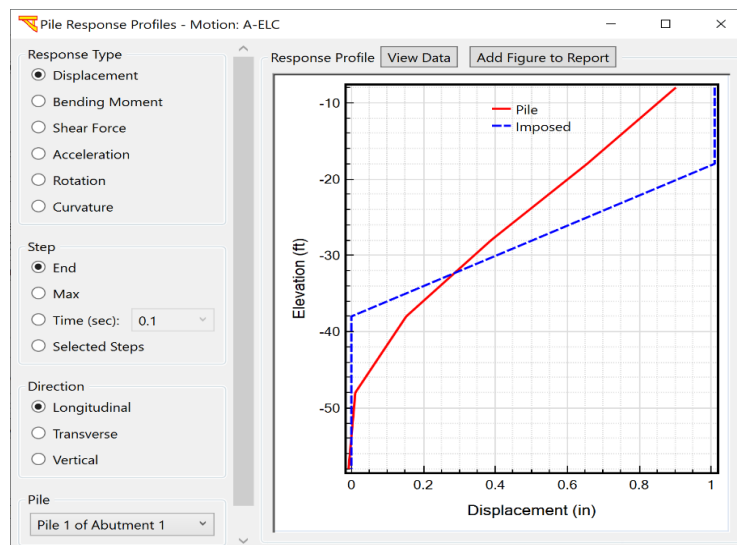 Pile Response Profiles - Motion: A-ELC
Response Type
Displacement
Bending Moment
Shear Force
Acceleration
Rotation
Curvature
Step
End
Max
Time (sec): 0.1
Selected Steps
Direction
Longitudinal
Transverse
Vertical
Pile
Pile 1 of Abutment 1
Response Profile View Data Add Figure to Report
Pile
Imposed
-10
-20
-30
-40
-50
Elevation (ft)
0 0.2 0.4 0.6 0.8 1
Displacement (in)